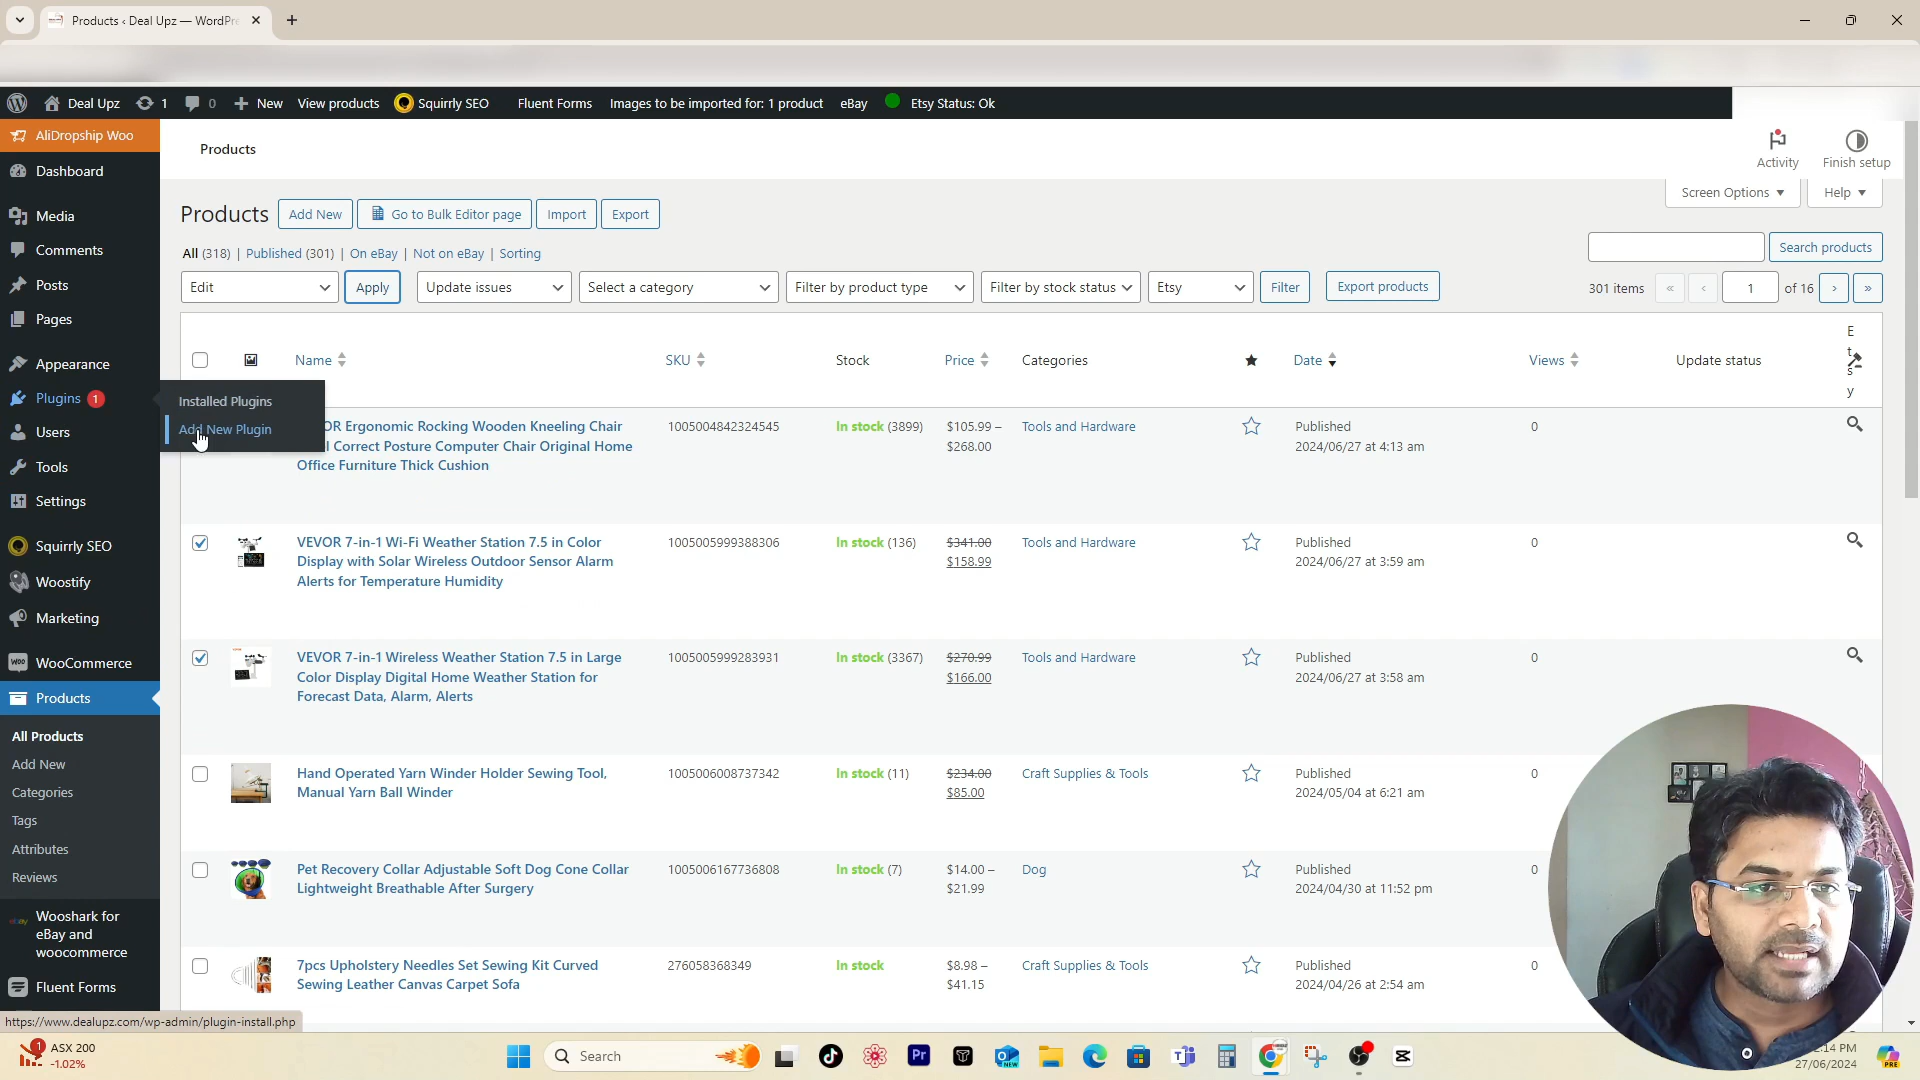 Products ‹ Deal Upz — WordPre
Deal Upz 1 0 New View products Squirrly SEO Fluent Forms Images to be imported for: 1 product eBay Etsy Status: Ok
AliDropship Woo
Dashboard
Media
Comments
Posts
Pages
Appearance
Plugins 1
Installed Plugins
Add New Plugin
Users
Tools
Settings
Squirrly SEO
Woostify
Marketing
WooCommerce
Products
All Products
Add New
Categories
Tags
Attributes
Reviews
Wooshark for
eBay and
woocommerce
Fluent Forms
Products
Activity
Finish setup
Screen Options
Help
Products Add New Go to Bulk Editor page Import Export
All (318) | Published (301) | On eBay | Not on eBay | Sorting
Search products
Edit Apply Update issues Select a category Filter by product type Filter by stock status Etsy Filter Export products 301 items « ‹ 1 of 16 › »
Name SKU Stock Price Categories Date Views Update status
E
t
s
y
OR Ergonomic Rocking Wooden Kneeling Chair
l Correct Posture Computer Chair Original Home
Office Furniture Thick Cushion
1005004842324545
In stock (3899)
$105.99 –
$268.00
Tools and Hardware
Published
2024/06/27 at 4:13 am
0
VEVOR 7-in-1 Wi-Fi Weather Station 7.5 in Color
Display with Solar Wireless Outdoor Sensor Alarm
Alerts for Temperature Humidity
1005005999388306
In stock (136)
$341.00
$158.99
Tools and Hardware
Published
2024/06/27 at 3:59 am
0
VEVOR 7-in-1 Wireless Weather Station 7.5 in Large
Color Display Digital Home Weather Station for
Forecast Data, Alarm, Alerts
1005005999283931
In stock (3367)
$270.99
$166.00
Tools and Hardware
Published
2024/06/27 at 3:58 am
0
Hand Operated Yarn Winder Holder Sewing Tool,
Manual Yarn Ball Winder
1005006008737342
In stock (11)
$234.00
$85.00
Craft Supplies & Tools
Published
2024/05/04 at 6:21 am
0
Pet Recovery Collar Adjustable Soft Dog Cone Collar
Lightweight Breathable After Surgery
1005006167736808
In stock (7)
$14.00 –
$21.99
Dog
Published
2024/04/30 at 11:52 pm
0
7pcs Upholstery Needles Set Sewing Kit Curved
Sewing Leather Canvas Carpet Sofa
276058368349
In stock
$8.98 –
$41.15
Craft Supplies & Tools
Published
2024/04/26 at 2:54 am
0
https://www.dealupz.com/wp-admin/plugin-install.php
1 ASX 200
-1.02%
Search
Pr
NEW
:14 PM
27/06/2024
PRE